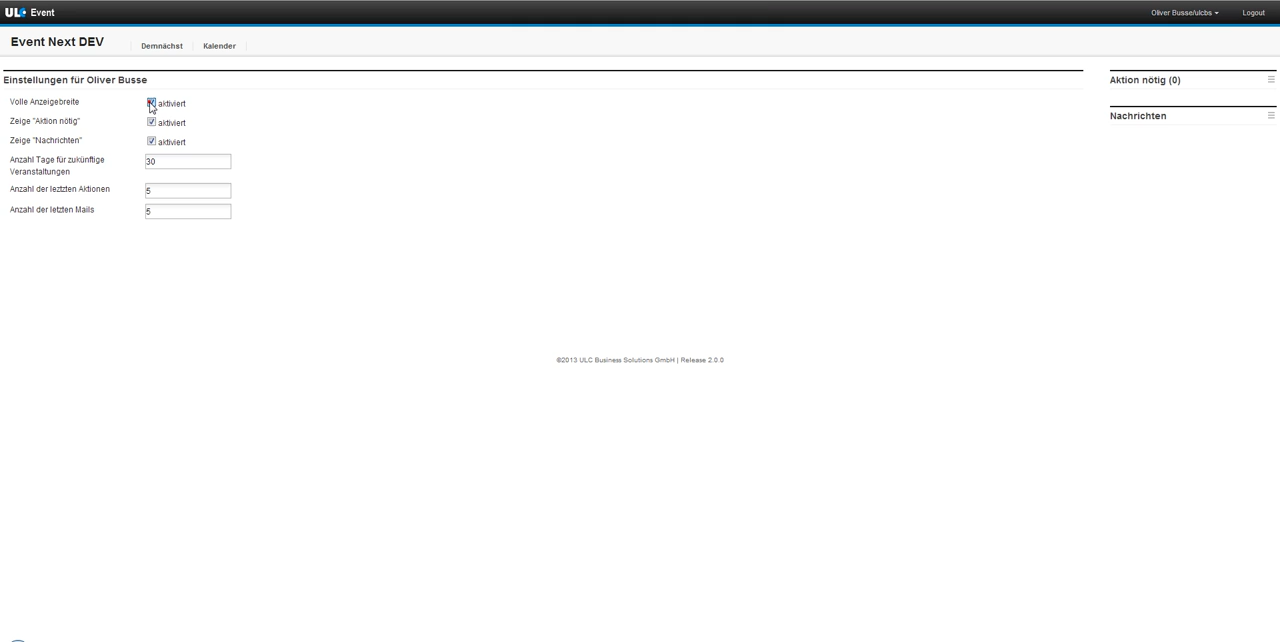 ULC Event
Oliver Busse/ulcbs
Logout
Event Next DEV
Demnächst
Kalender
Einstellungen für Oliver Busse
Volle Anzeigebreite
aktiviert
Zeige "Aktion nötig"
aktiviert
Zeige "Nachrichten"
aktiviert
Anzahl Tage für zukünftige
Veranstaltungen
30
Anzahl der leztzten Aktionen
5
Anzahl der letzten Mails
5
Aktion nötig (0)
Nachrichten
©2013 ULC Business Solutions GmbH | Release 2.0.0